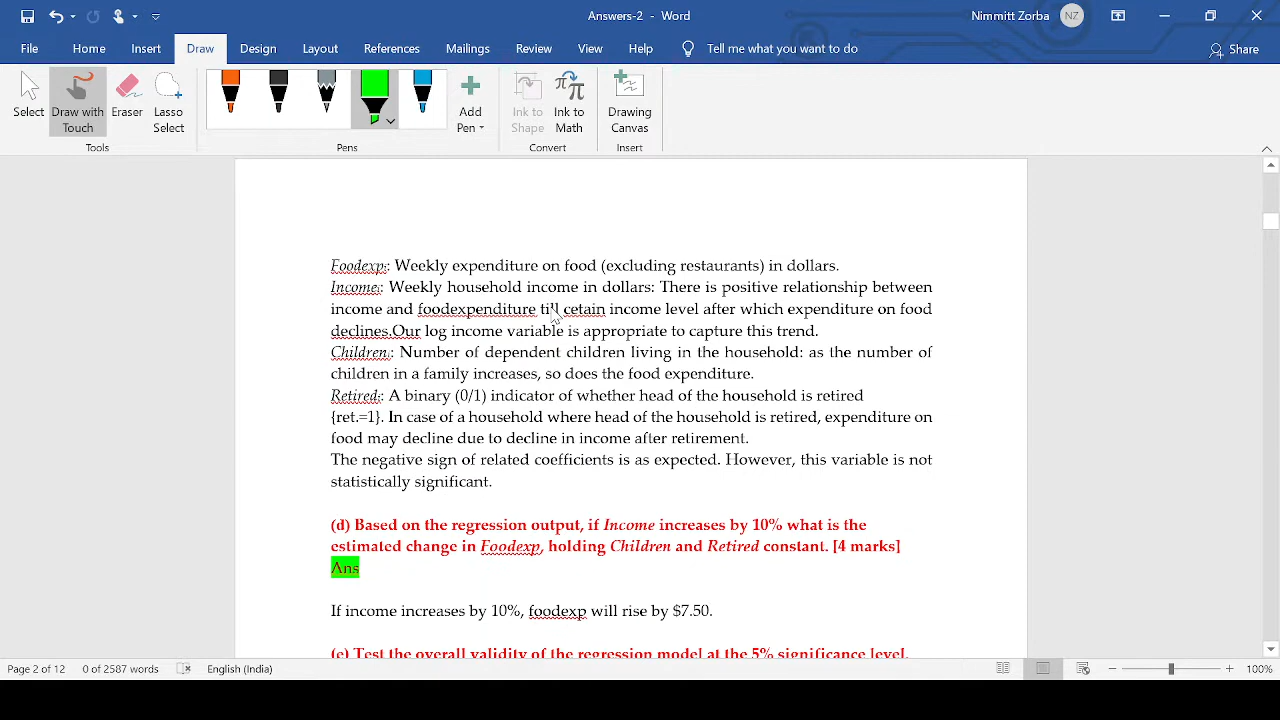 Answers-2 - Word
Nimmitt Zorba
NZ
File
Home
Insert
Draw
Design
Layout
References
Mailings
Review
View
Help
Tell me what you want to do
Share
Select
Draw with
Touch
Eraser
Lasso
Select
Add
Pen
Ink to
Shape
Ink to
Math
Drawing
Canvas
Tools
Pens
Convert
Insert
Foodexp: Weekly expenditure on food (excluding restaurants) in dollars.
Income: Weekly household income in dollars: There is positive relationship between
income and foodexpenditure till cetain income level after which expenditure on food
declines.Our log income variable is appropriate to capture this trend.
Children: Number of dependent children living in the household: as the number of
children in a family increases, so does the food expenditure.
Retired: A binary (0/1) indicator of whether head of the household is retired
{ret.=1}. In case of a household where head of the household is retired, expenditure on
food may decline due to decline in income after retirement.
The negative sign of related coefficients is as expected. However, this variable is not
statistically significant.
(d) Based on the regression output, if Income increases by 10% what is the
estimated change in Foodexp, holding Children and Retired constant. [4 marks]
Ans
If income increases by 10%, foodexp will rise by $7.50.
(e) Test the overall validity of the regression model at the 5% significance level.
Page 2 of 12
0 of 2587 words
English (India)
100%